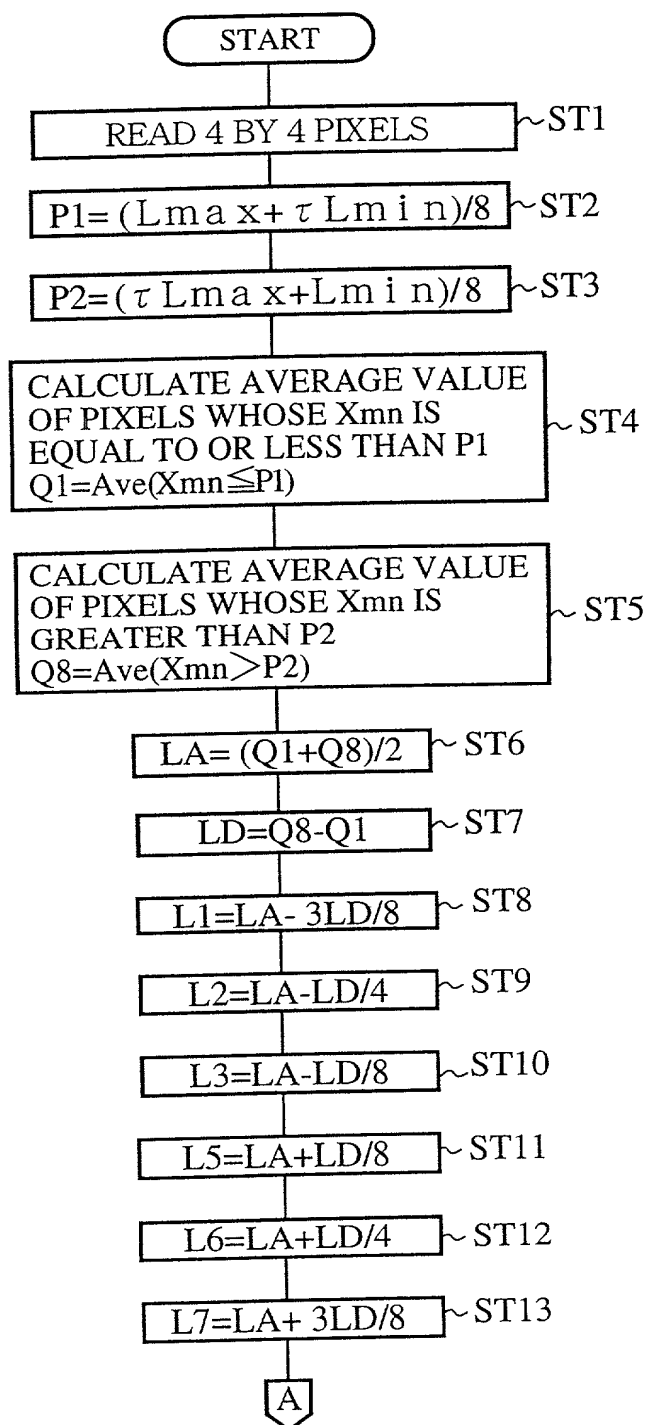 START
READ 4 BY 4 PIXELS
ST1
P1= (Lmax+ τ Lmin)/8
ST2
P2=(τ Lmax+Lmin)/8
ST3
CALCULATE AVERAGE VALUE
OF PIXELS WHOSE Xmn IS
EQUAL TO OR LESS THAN P1
Q1=Ave(Xmn≦P1)
ST4
CALCULATE AVERAGE VALUE
OF PIXELS WHOSE Xmn IS
GREATER THAN P2
Q8=Ave(Xmn＞P2)
ST5
LA= (Q1+Q8)/2
ST6
LD=Q8-Q1
ST7
L1=LA- 3LD/8
ST8
L2=LA-LD/4
ST9
L3=LA-LD/8
ST10
L5=LA+LD/8
ST11
L6=LA+LD/4
ST12
L7=LA+ 3LD/8
ST13
A